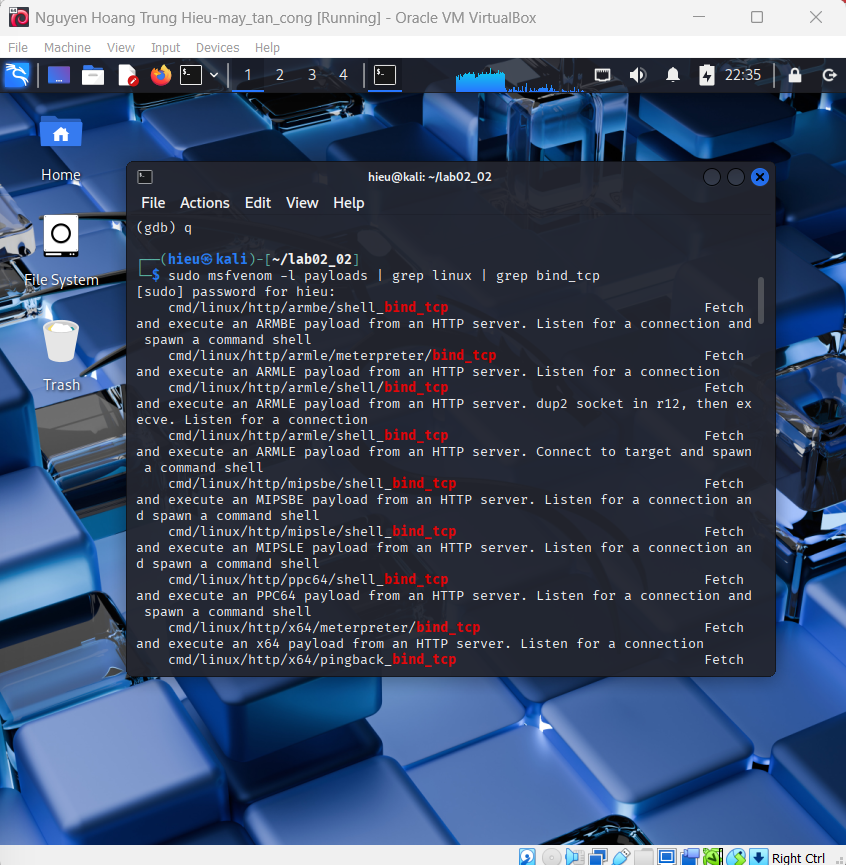 Nguyen Hoang Trung Hieu-may_tan_cong [Running] - Oracle VM VirtualBox
File Machine View Input Devices Help
1 2 3 4 22:35
Home
File System
Trash
hieu@kali: ~/lab02_02
File Actions Edit View Help
(gdb) q
┌──(hieu㉿kali)-[~/lab02_02]
└─$ sudo msfvenom -l payloads | grep linux | grep bind_tcp
[sudo] password for hieu:
cmd/linux/http/armbe/shell_bind_tcp Fetch
and execute an ARMBE payload from an HTTP server. Listen for a connection and
spawn a command shell
cmd/linux/http/armle/meterpreter/bind_tcp Fetch
and execute an ARMLE payload from an HTTP server. Listen for a connection
cmd/linux/http/armle/shell/bind_tcp Fetch
and execute an ARMLE payload from an HTTP server. dup2 socket in r12, then ex
ecve. Listen for a connection
cmd/linux/http/armle/shell_bind_tcp Fetch
and execute an ARMLE payload from an HTTP server. Connect to target and spawn
a command shell
cmd/linux/http/mipsbe/shell_bind_tcp Fetch
and execute an MIPSBE payload from an HTTP server. Listen for a connection an
d spawn a command shell
cmd/linux/http/mipsle/shell_bind_tcp Fetch
and execute an MIPSLE payload from an HTTP server. Listen for a connection an
d spawn a command shell
cmd/linux/http/ppc64/shell_bind_tcp Fetch
and execute an PPC64 payload from an HTTP server. Listen for a connection and
spawn a command shell
cmd/linux/http/x64/meterpreter/bind_tcp Fetch
and execute an x64 payload from an HTTP server. Listen for a connection
cmd/linux/http/x64/pingback_bind_tcp Fetch
Right Ctrl